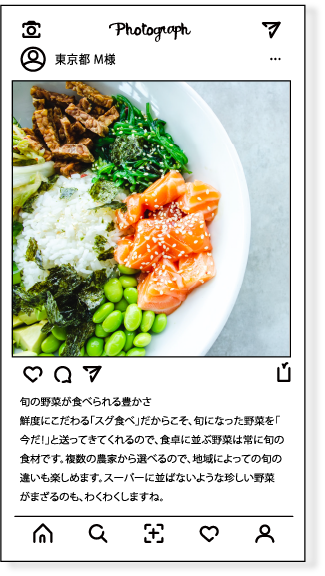 Photograph
東京都 M様
旬の野菜が食べられる豊かさ
鮮度にこだわる「スグ食べ」だからこそ、旬になった野菜を「
今だ！」と送ってきてくれるので、食卓に並ぶ野菜は常に旬の
食材です。複数の農家から選べるので、地域によっての旬の
違いも楽しめます。スーパーに並ばないような珍しい野菜
がまざるのも、わくわくしますね。